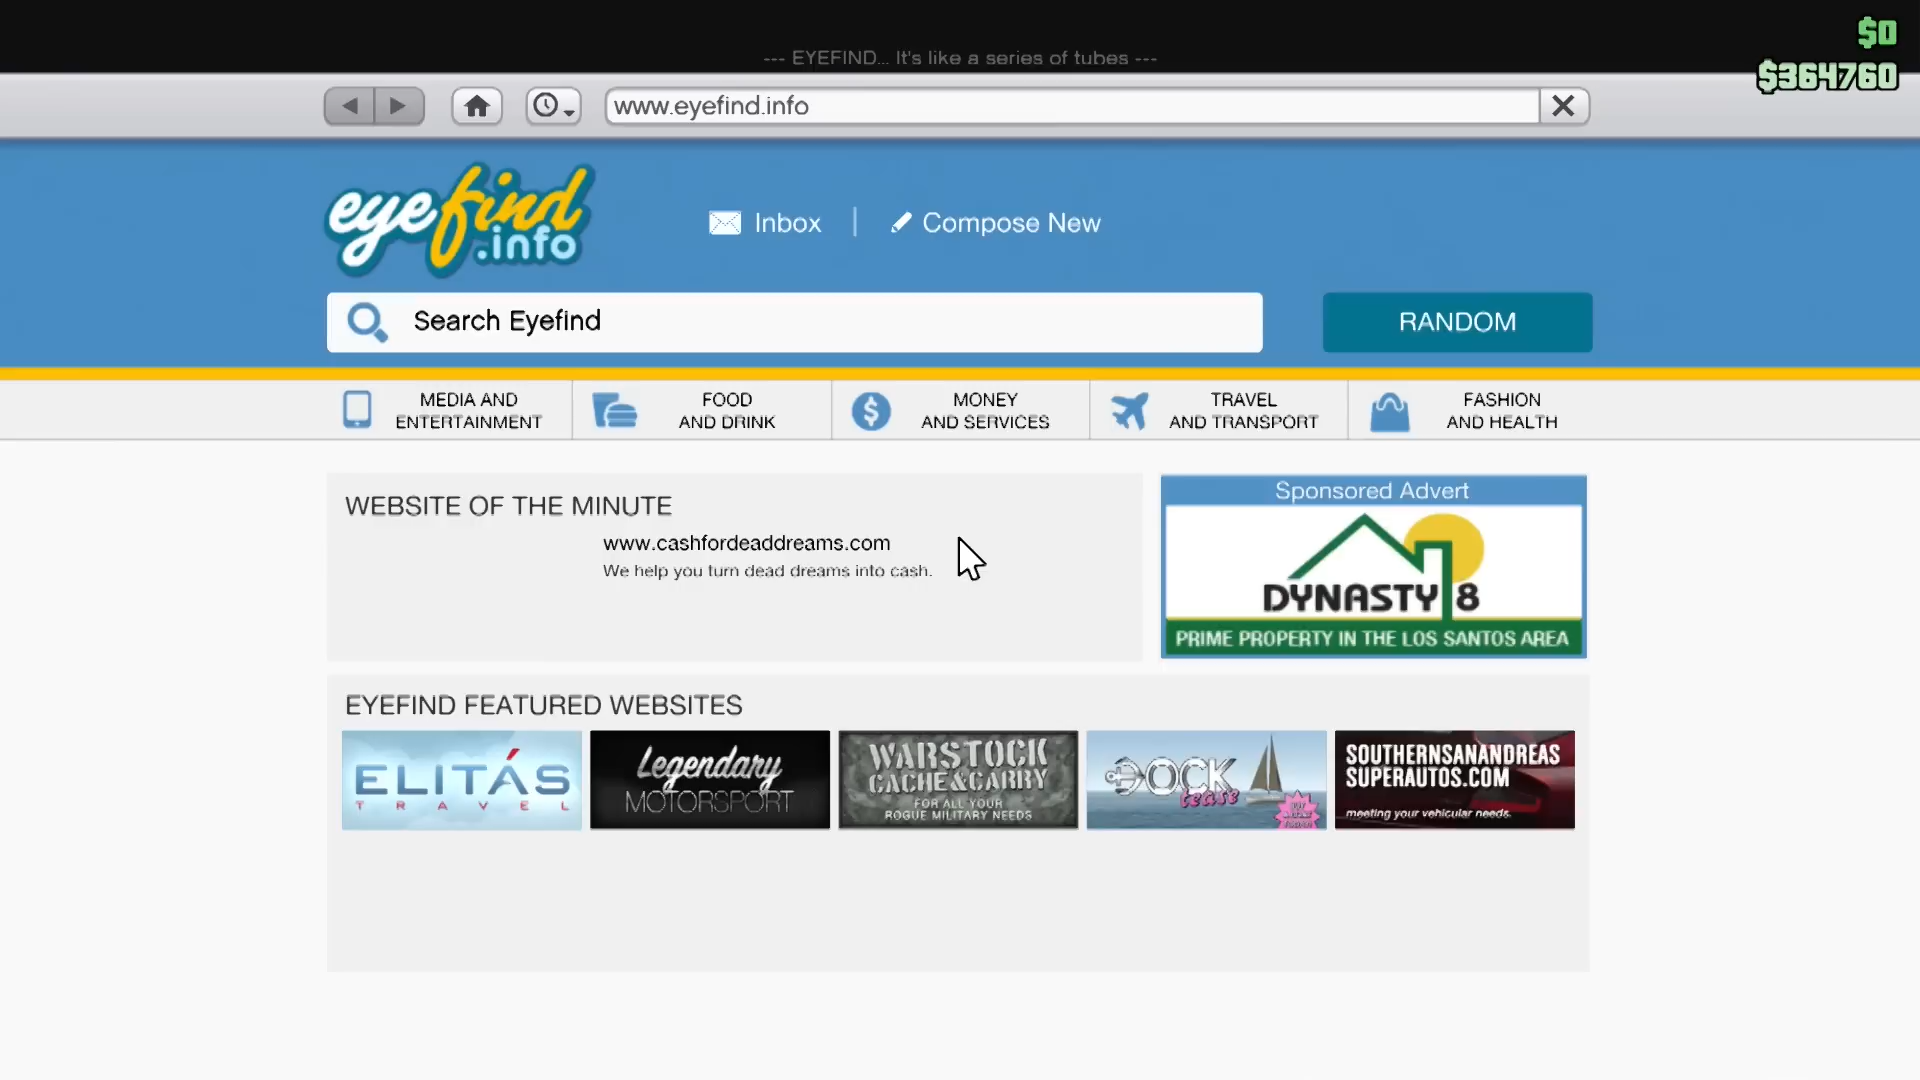 $0
--- EYEFIND... It's like a series of tubes ---
$364760
www.eyefind.info
eyefind
.info
Inbox
Compose New
Search Eyefind
RANDOM
MEDIA AND
ENTERTAINMENT
FOOD
AND DRINK
MONEY
AND SERVICES
TRAVEL
AND TRANSPORT
FASHION
AND HEALTH
WEBSITE OF THE MINUTE
www.cashfordeaddreams.com
We help you turn dead dreams into cash.
Sponsored Advert
DYNASTY 8
PRIME PROPERTY IN THE LOS SANTOS AREA
EYEFIND FEATURED WEBSITES
ELITÁS
TRAVEL
Legendary
MOTORSPORT
WARSTOCK
CACHE & CARRY
FOR ALL YOUR
ROGUE MILITARY NEEDS
DOCK
tease
SOUTHERNSANANDREAS
SUPERAUTOS.COM
meeting your vehicular needs.